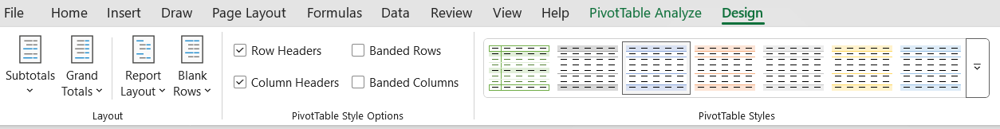 File Home Insert Draw Page Layout Formulas Data Review View Help PivotTable Analyze Design
Subtotals
Grand
Totals
Report
Layout
Blank
Rows
Layout
Row Headers
Banded Rows
Column Headers
Banded Columns
PivotTable Style Options
PivotTable Styles